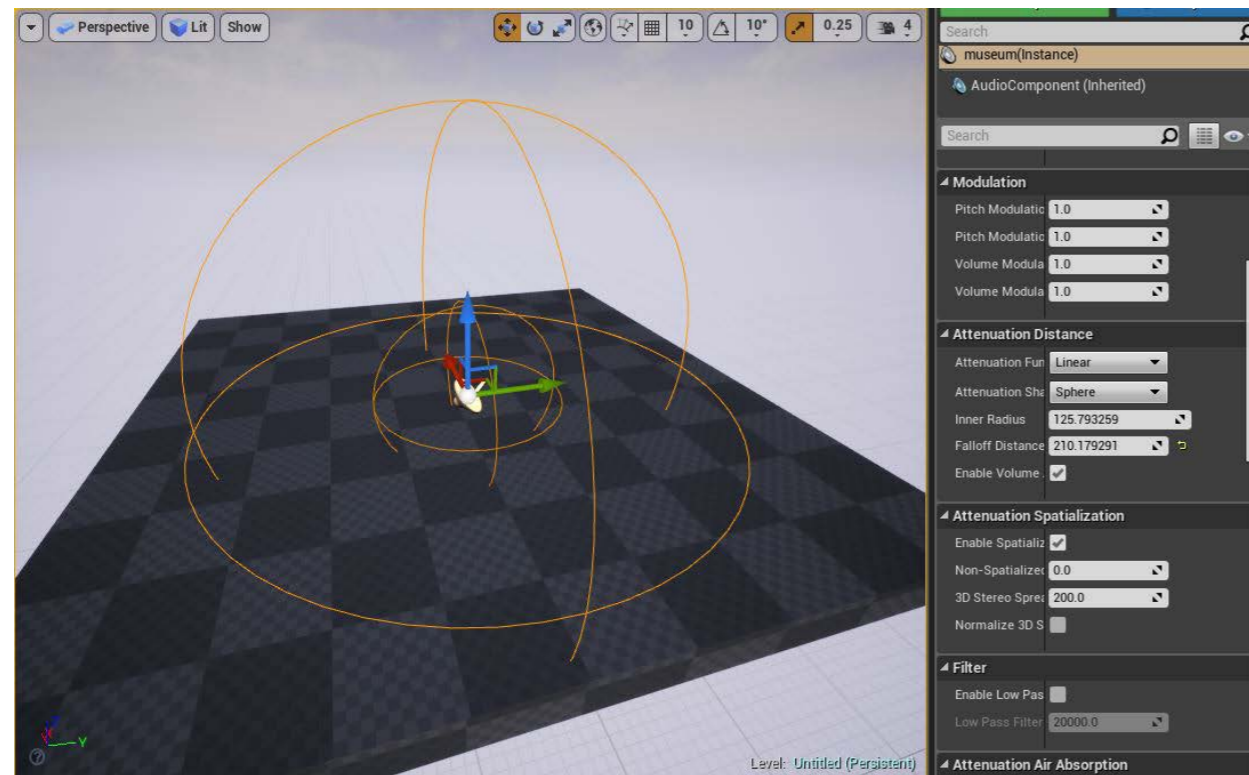 Perspective Lit Show 10 10° 0.25 4
Level: Untitled (Persistent)
Y
Search
museum(Instance)
AudioComponent (Inherited)
Search
Modulation
Pitch Modulatic 1.0
Pitch Modulatic 1.0
Volume Modula 1.0
Volume Modula 1.0
Attenuation Distance
Attenuation Fun Linear
Attenuation Sha Sphere
Inner Radius 125.793259
Falloff Distance 210.179291
Enable Volume
Attenuation Spatialization
Enable Spatializ
Non-Spatialized 0.0
3D Stereo Sprea 200.0
Normalize 3D S
Filter
Enable Low Pas
Low Pass Filter 20000.0
Attenuation Air Absorption